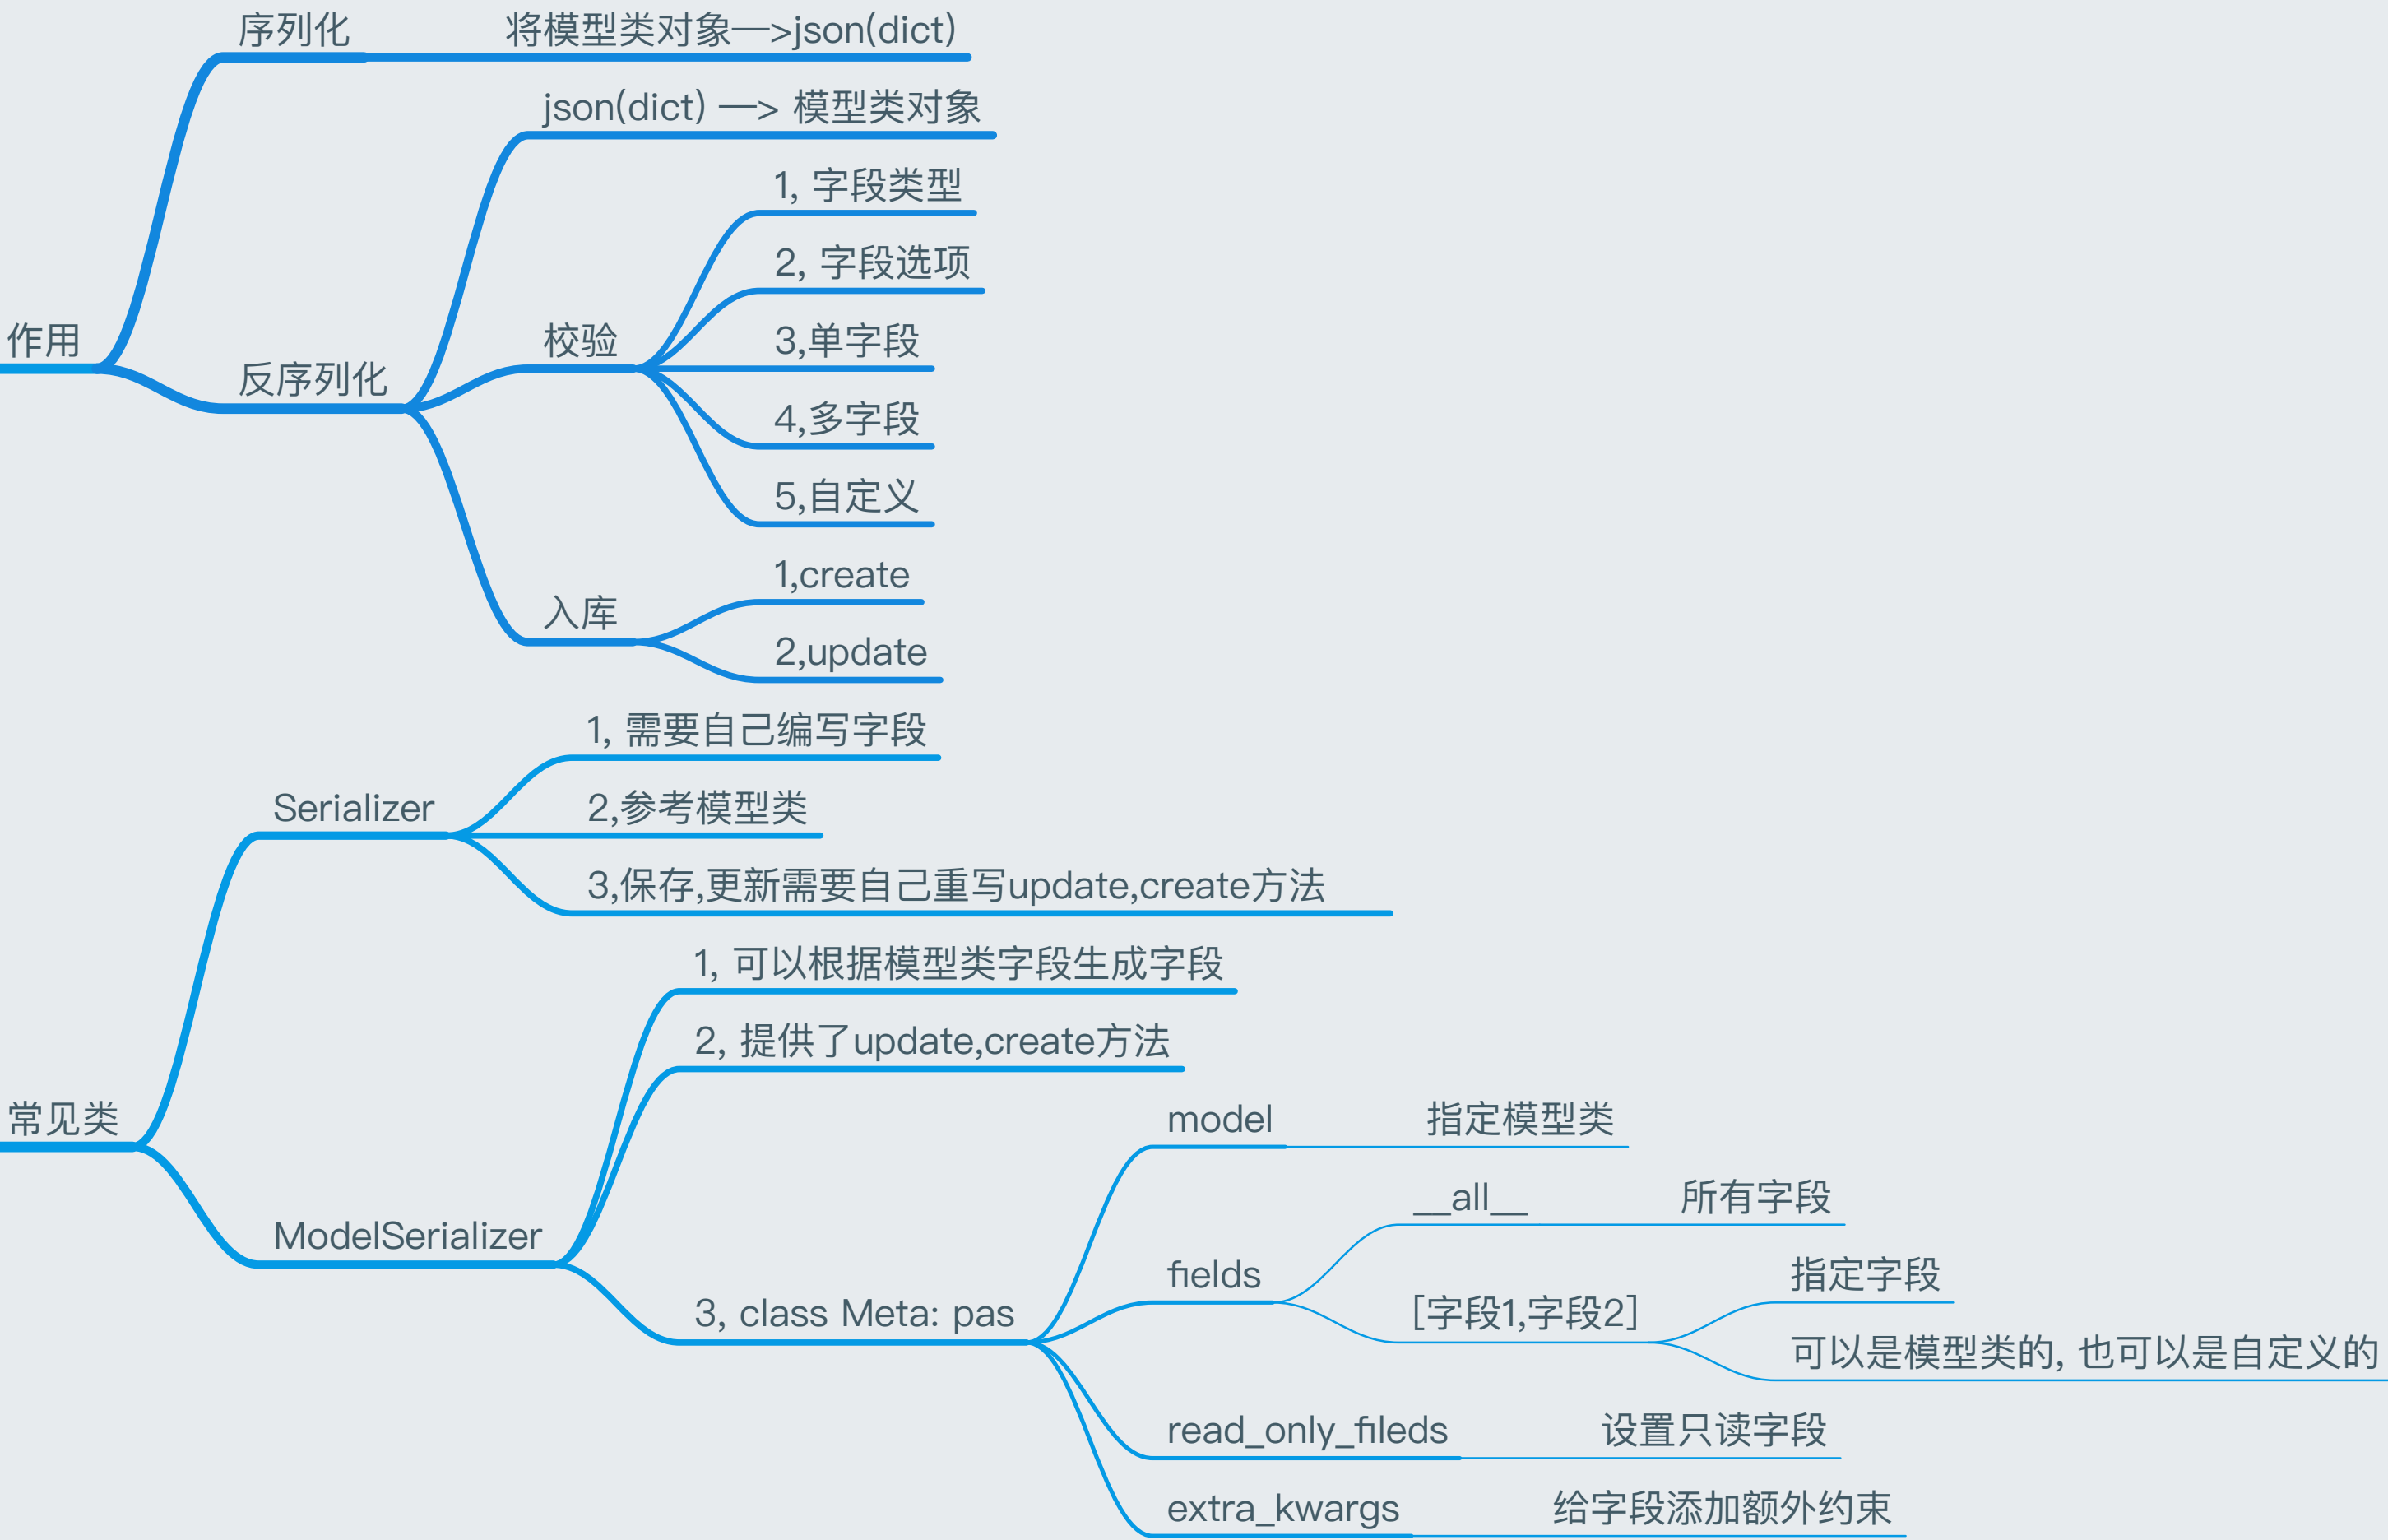 序列化
将模型类对象—>json(dict)
json(dict) —> 模型类对象
1, 字段类型
2, 字段选项
作用
校验
3,单字段
反序列化
4,多字段
5,自定义
1,create
入库
2,update
1, 需要自己编写字段
Serializer
2,参考模型类
3,保存,更新需要自己重写update,create方法
1, 可以根据模型类字段生成字段
2, 提供了update,create方法
常见类
model
指定模型类
__all__
所有字段
ModelSerializer
fields
指定字段
3, class Meta: pas
[字段1,字段2]
可以是模型类的, 也可以是自定义的
read_only_fileds
设置只读字段
extra_kwargs
给字段添加额外约束